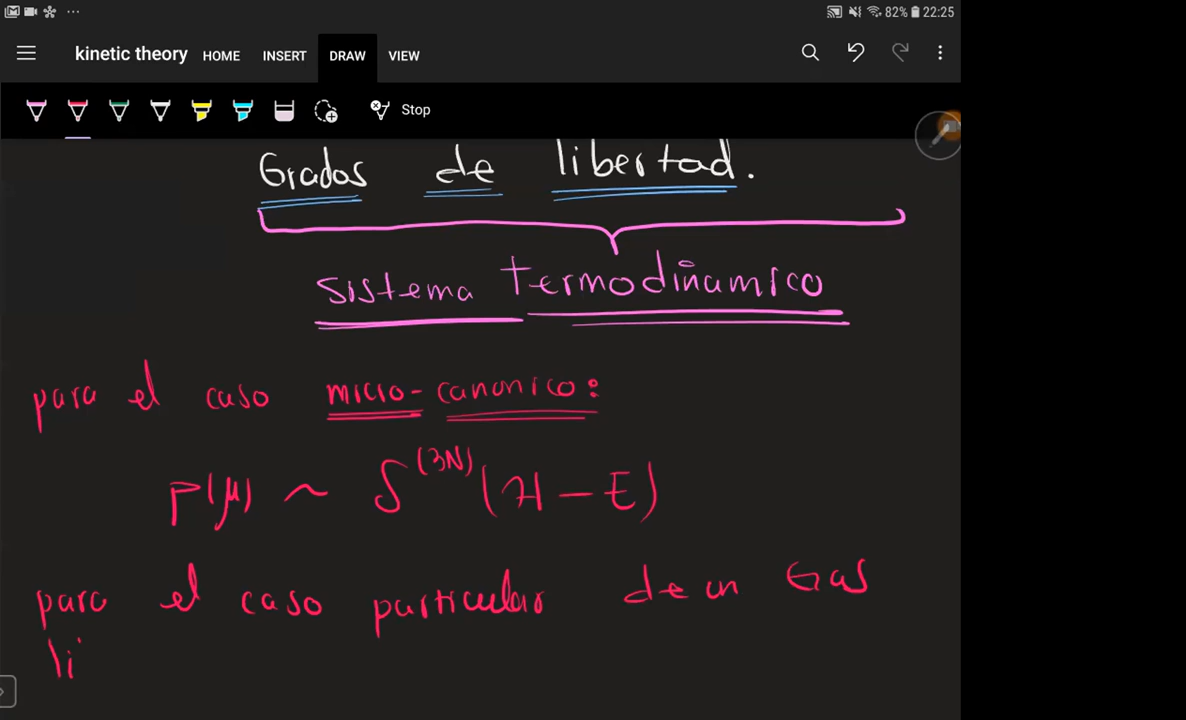 82% 22:25
kinetic theory HOME INSERT DRAW VIEW
Stop
Grados de libertad.
sistema termodinamico
para el caso micro-canonico:
P(μ) ~ δ^(3N) (H - E)
para el caso particular de un Gas
li